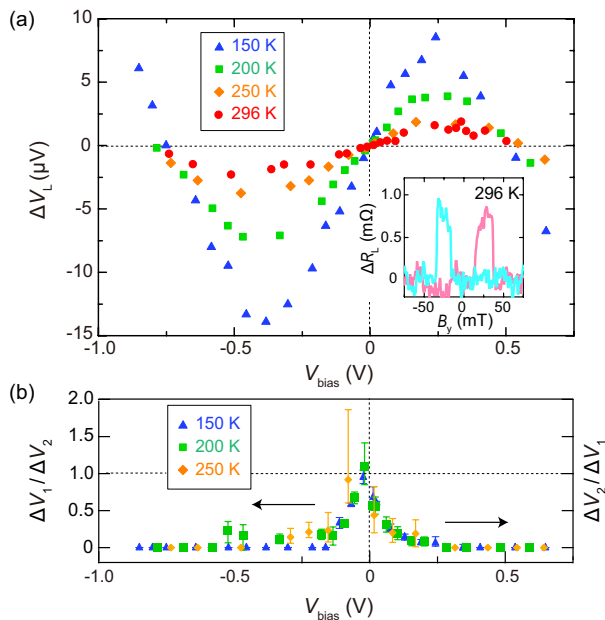 (a)
10
5
0
-5
-10
-15
ΔV_L (μV)
150 K
200 K
250 K
296 K
296 K
1.0
0.5
0
ΔR_L (mΩ)
-50 0 50
B_y (mT)
-1.0 -0.5 0 0.5
V_bias (V)
(b)
2.0
1.5
1.0
0.5
0
ΔV_1 / ΔV_2
150 K
200 K
250 K
ΔV_2 / ΔV_1
-1.0 -0.5 0 0.5
V_bias (V)